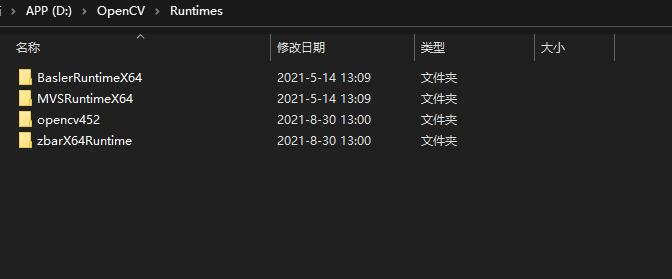 APP (D:) > OpenCV > Runtimes
名称 修改日期 类型 大小
BaslerRuntimeX64 2021-5-14 13:09 文件夹
MVSRuntimeX64 2021-5-14 13:09 文件夹
opencv452 2021-8-30 13:00 文件夹
zbarX64Runtime 2021-8-30 13:00 文件夹